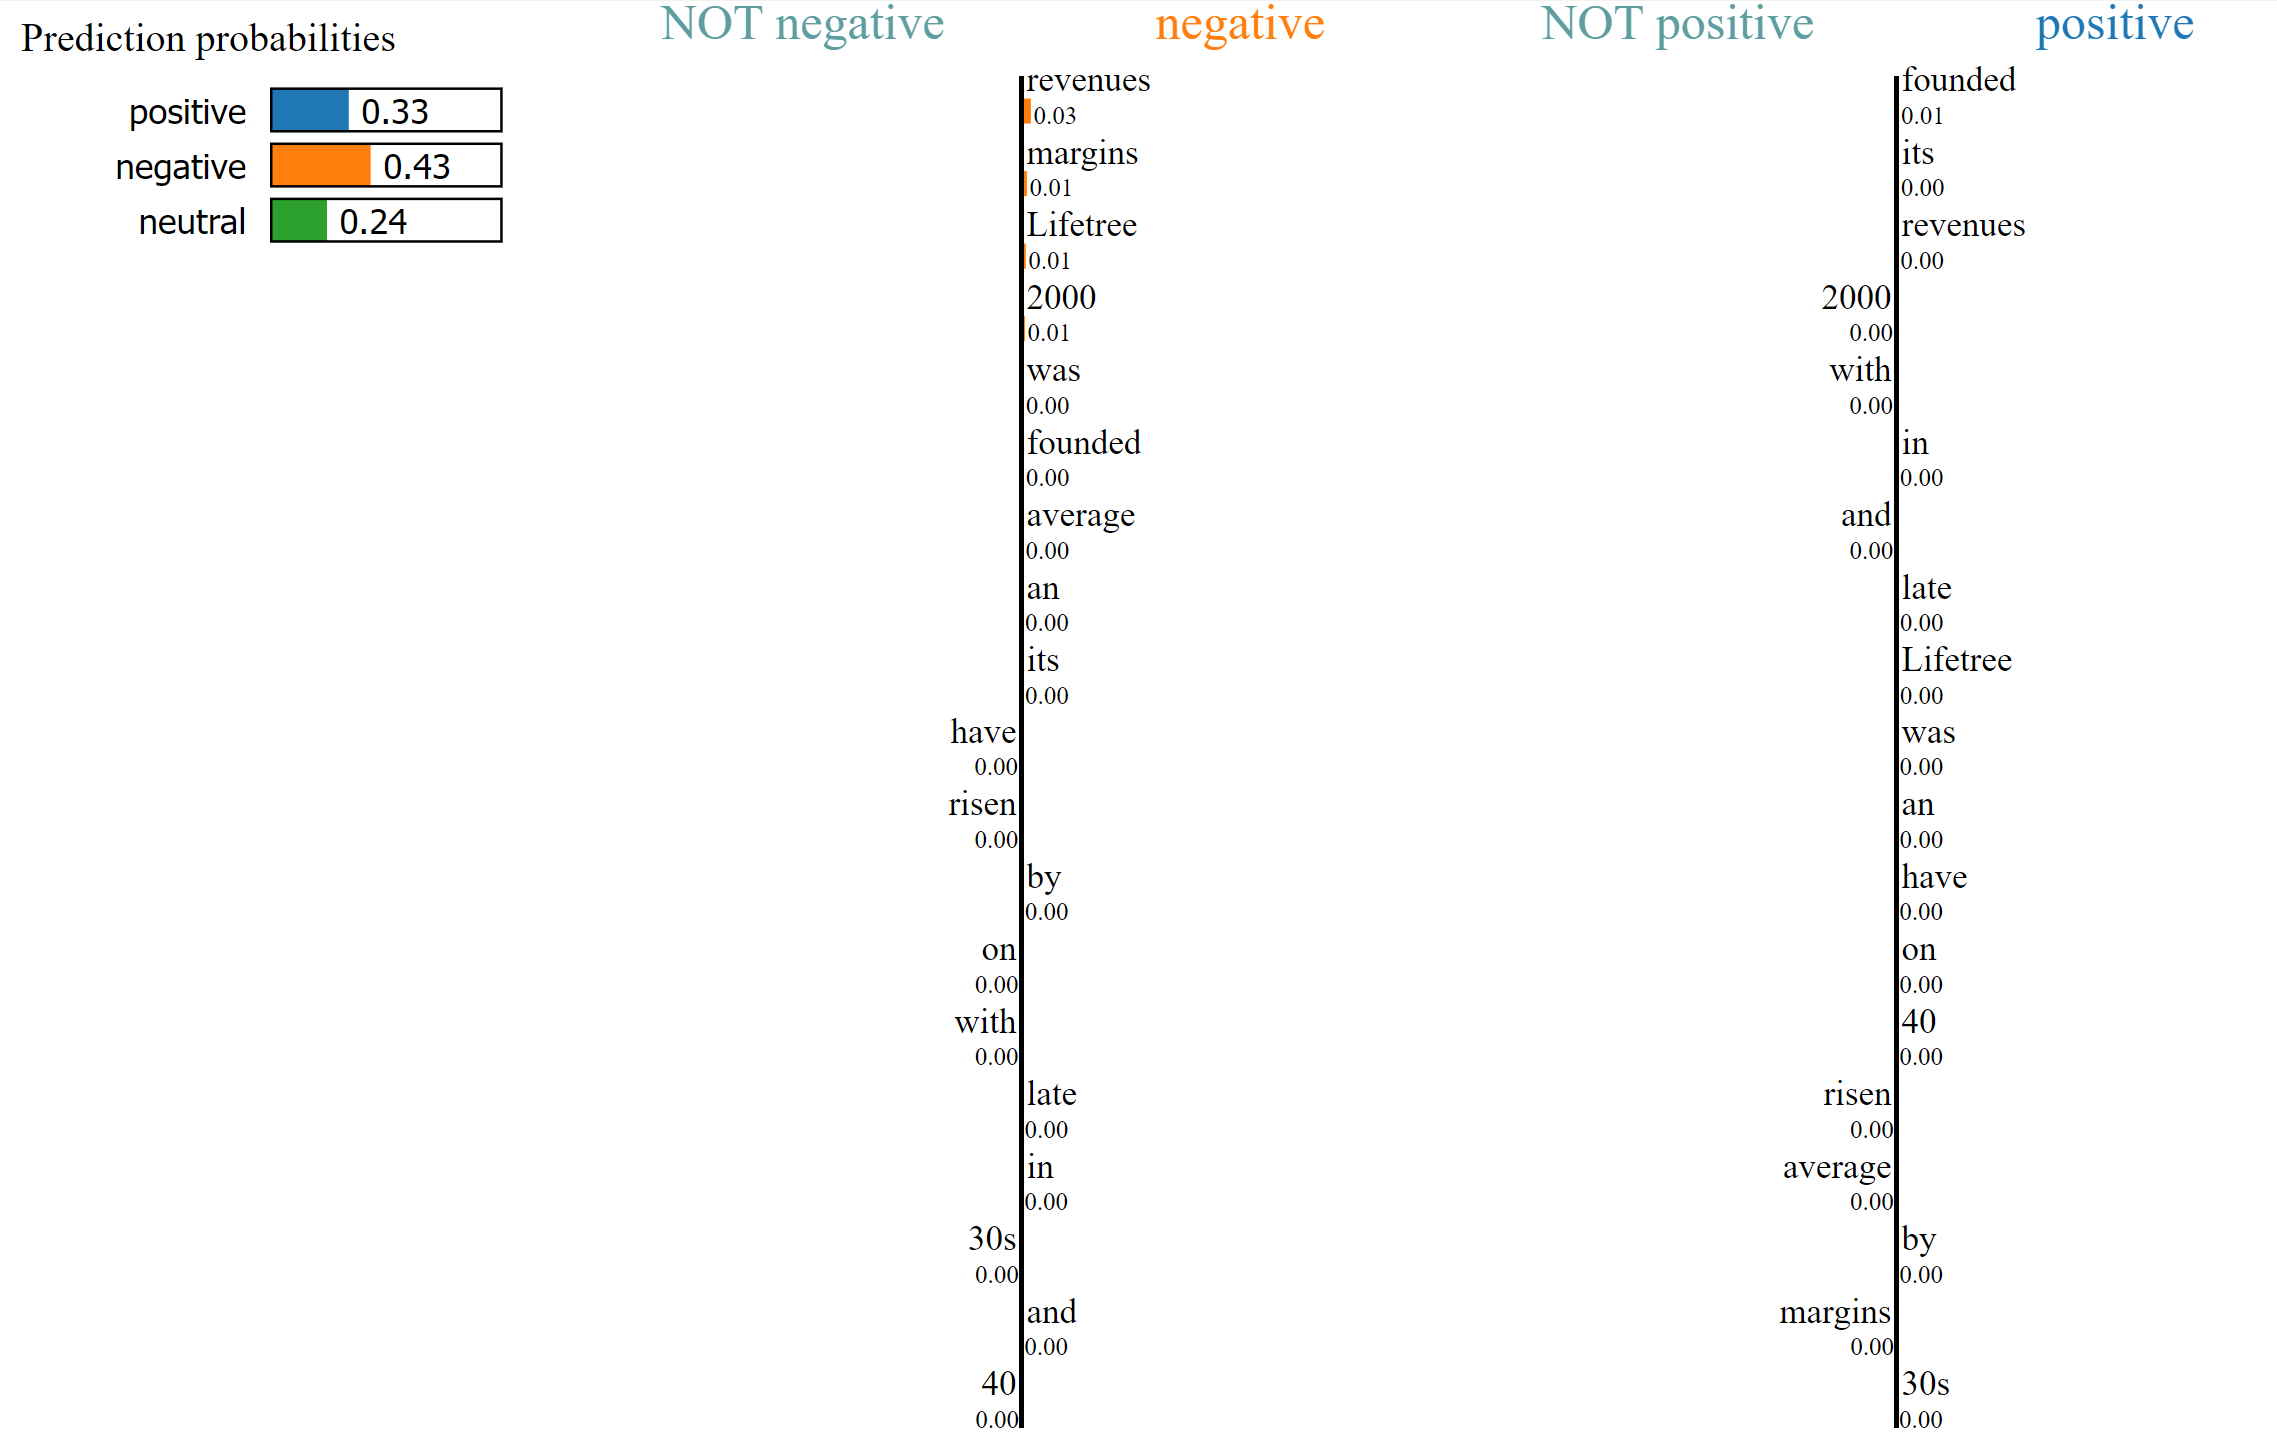 Prediction probabilities
positive 0.33
negative 0.43
neutral 0.24
NOT negative negative
revenues
0.03
margins
0.01
Lifetree
0.01
2000
0.01
was
0.00
founded
0.00
average
0.00
an
0.00
its
0.00
have
0.00
risen
0.00
by
0.00
on
0.00
with
0.00
late
0.00
in
0.00
30s
0.00
and
0.00
40
0.00
NOT positive positive
founded
0.01
its
0.00
revenues
0.00
2000
0.00
with
0.00
in
0.00
and
0.00
late
0.00
Lifetree
0.00
was
0.00
an
0.00
have
0.00
on
0.00
40
0.00
risen
0.00
average
0.00
by
0.00
margins
0.00
30s
0.00